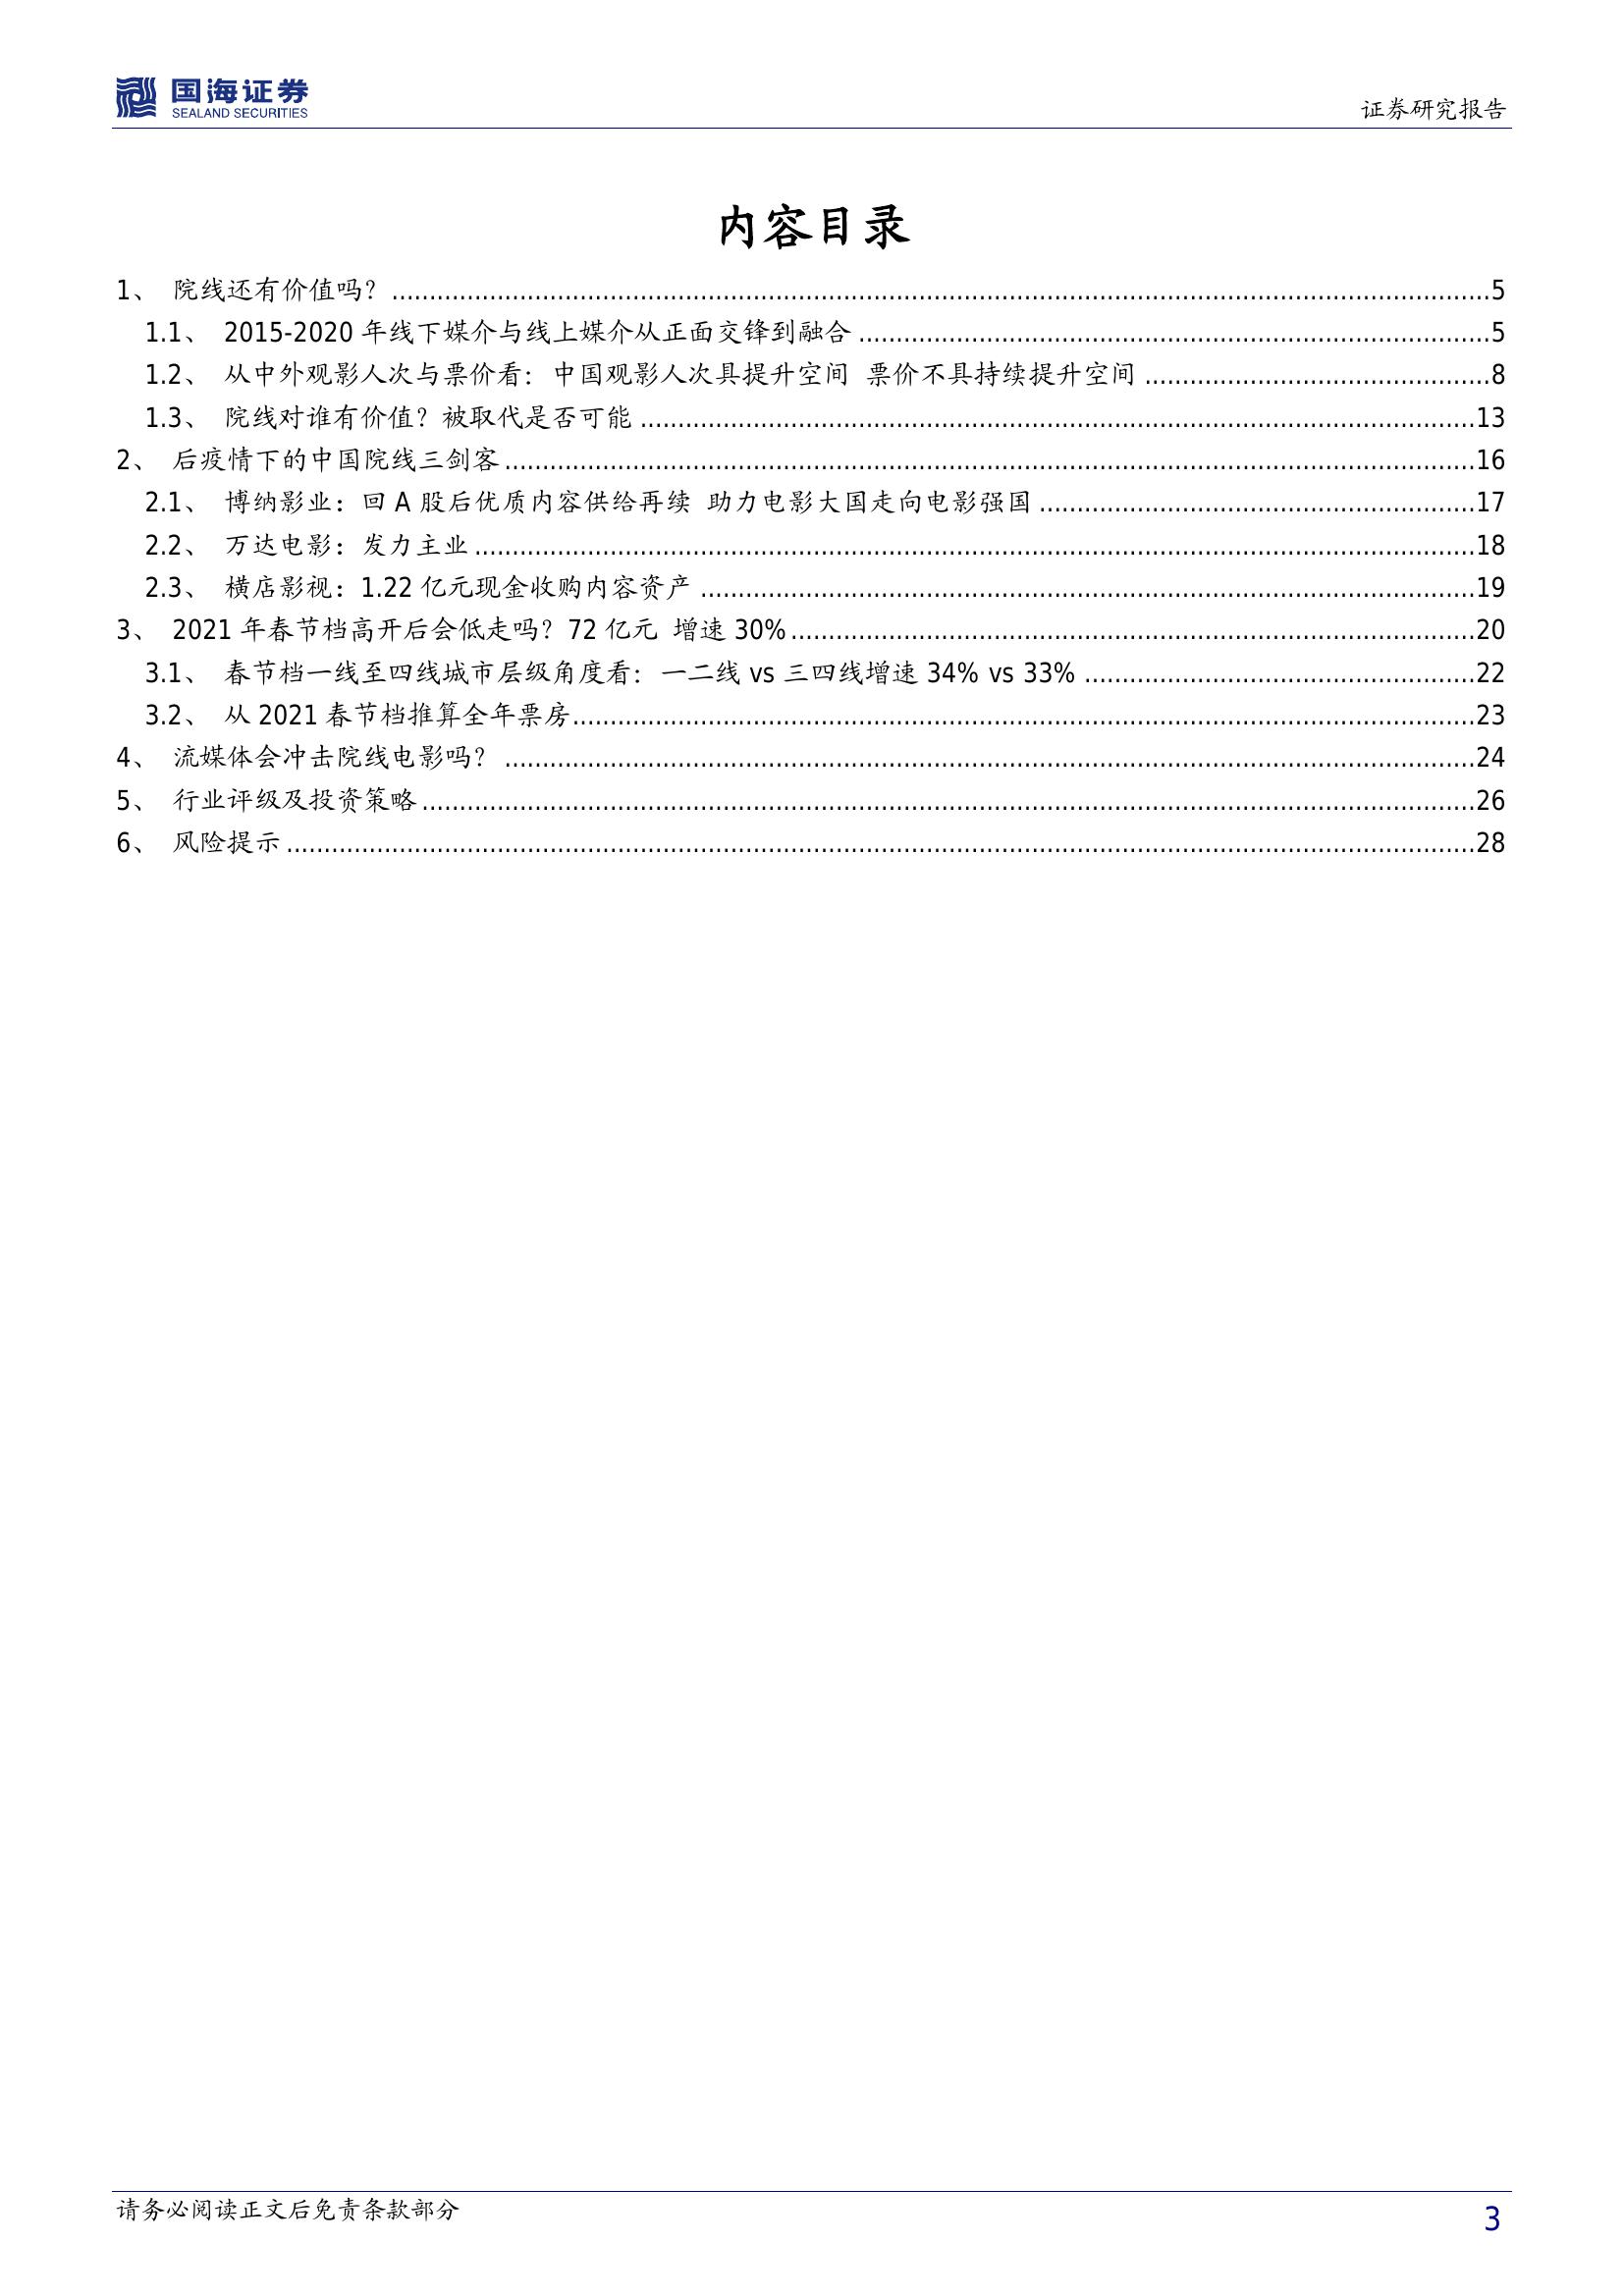 国海证券
SEALAND SECURITIES
证券研究报告
内容目录
1、 院线还有价值吗？ ........................................ 5
1.1、 2015-2020 年线下媒介与线上媒介从正面交锋到融合 ........................................ 5
1.2、 从中外观影人次与票价看：中国观影人次具提升空间 票价不具持续提升空间 ........................................ 8
1.3、 院线对谁有价值？被取代是否可能 ........................................ 13
2、 后疫情下的中国院线三剑客 ........................................ 16
2.1、 博纳影业：回 A 股后优质内容供给再续 助力电影大国走向电影强国 ........................................ 17
2.2、 万达电影：发力主业 ........................................ 18
2.3、 横店影视：1.22 亿元现金收购内容资产 ........................................ 19
3、 2021 年春节档高开后会低走吗？72 亿元 增速 30% ........................................ 20
3.1、 春节档一线至四线城市层级角度看：一二线 vs 三四线增速 34% vs 33% ........................................ 22
3.2、 从 2021 春节档推算全年票房 ........................................ 23
4、 流媒体会冲击院线电影吗？ ........................................ 24
5、 行业评级及投资策略 ........................................ 26
6、 风险提示 ........................................ 28
请务必阅读正文后免责条款部分
3